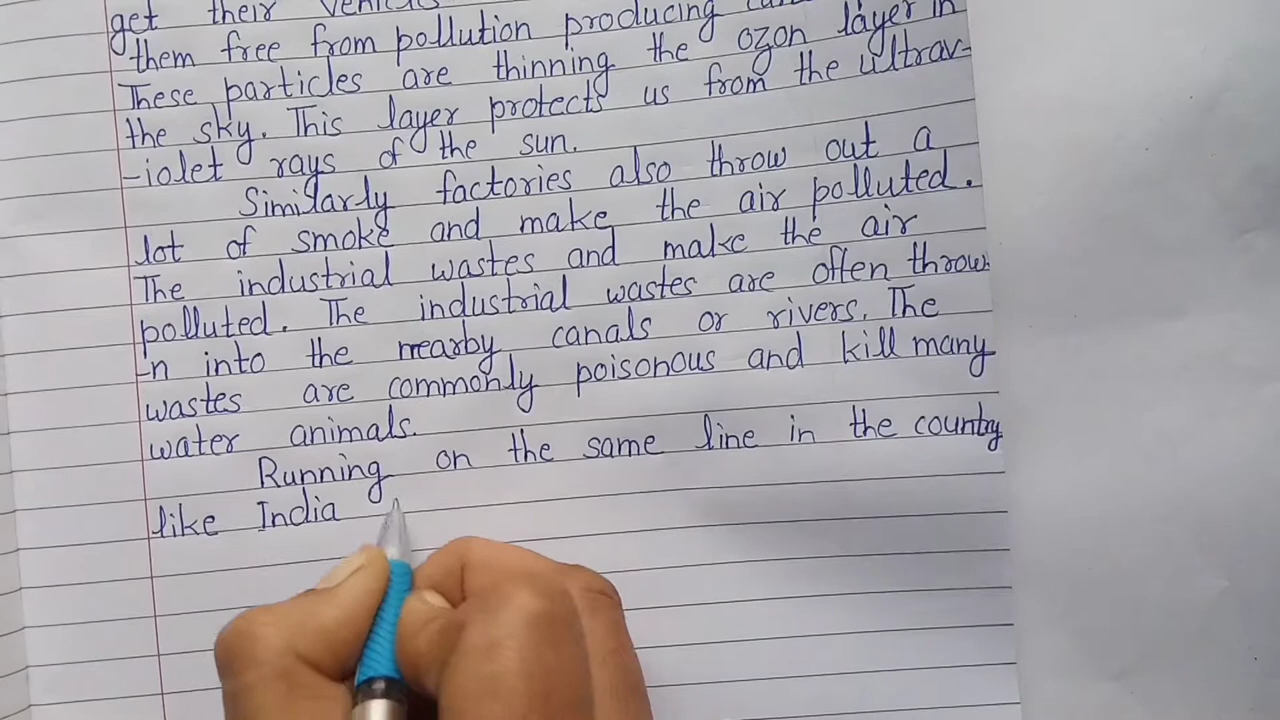 get their
them free from pollution producing
These particles are thinning the ozon layer in
the sky. This layer protects us from the ultrav-
-iolet rays of the sun.
Similarly factories also throw out a
lot of smoke and make the air polluted.
The industrial wastes and make the air
polluted. The industrial wastes are often throw-
-n into the nearby canals or rivers. The
wastes are commonly poisonous and kill many
water animals.
Running on the same line in the country
like India